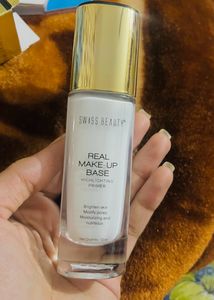 SWISS BEAUTY
REAL
MAKE-UP
BASE
HIGHLIGHTING
PRIMER
Brighten skin
Modify pores
Moisturizing and
nutrition